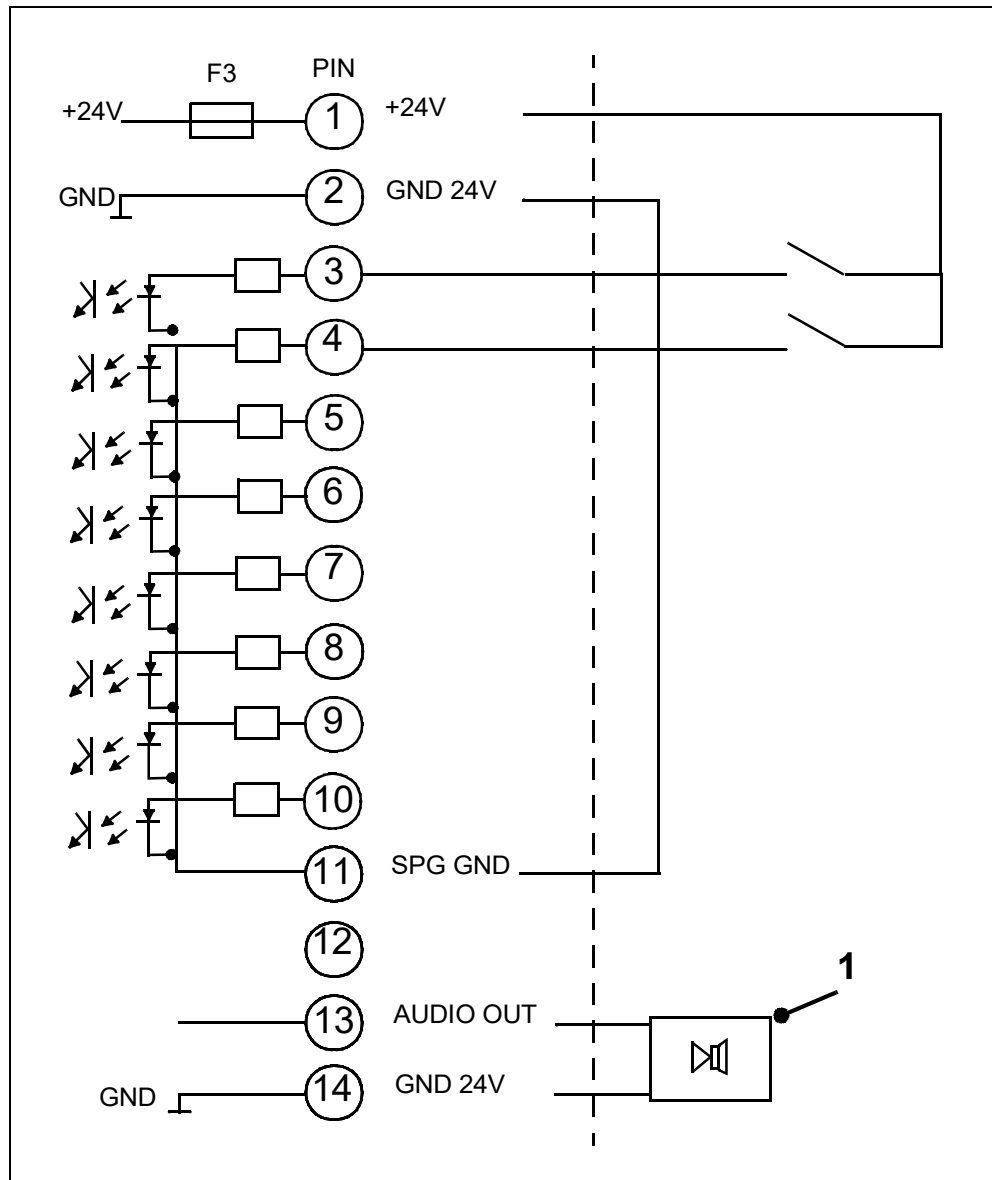 F3 PIN
+24V 1 +24V
GND 2 GND 24V
3
4
5
6
7
8
9
10
11 SPG GND
12
1
13 AUDIO OUT
GND 14 GND 24V